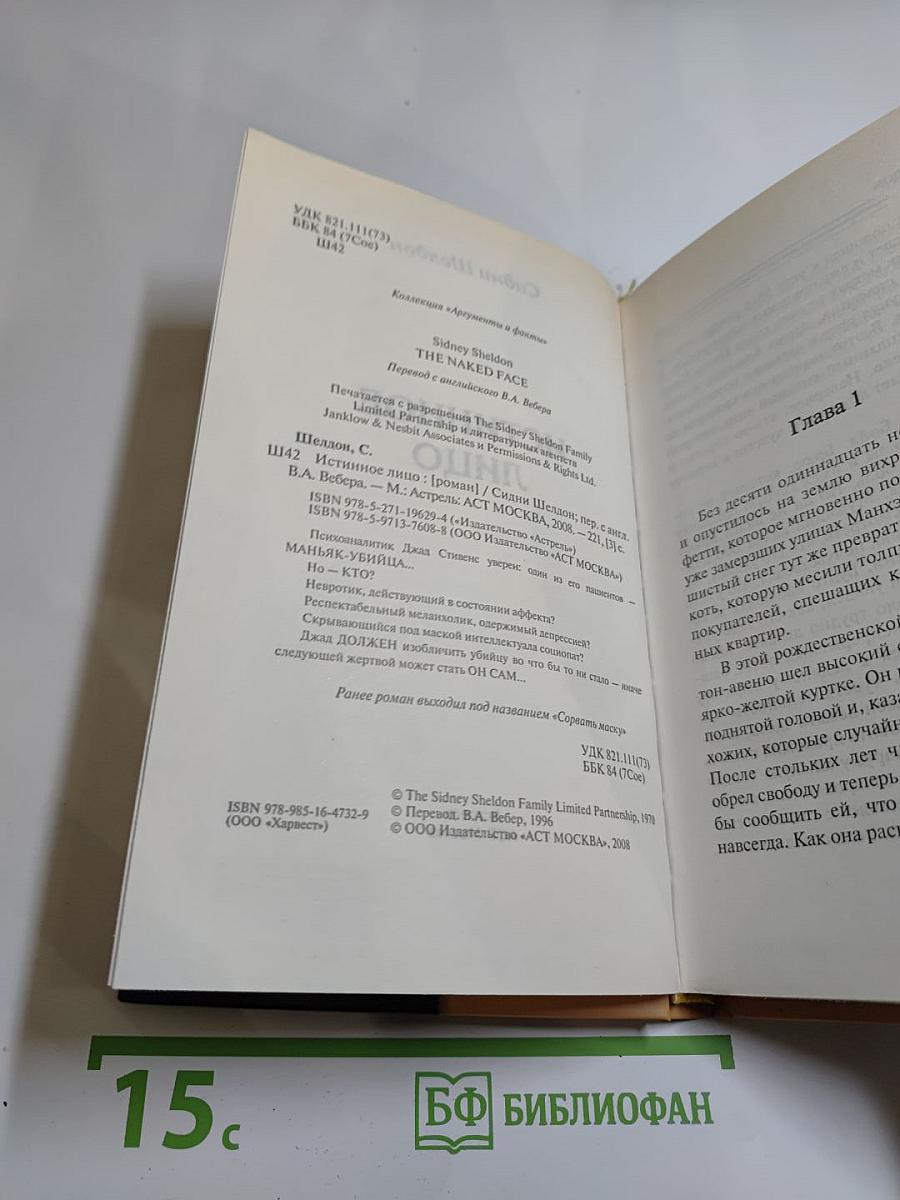 УДК 821.111(73)
ББК 84 (7Сое)
Ш42
Коллекция «Аргументы и факты»
Sidney Sheldon
THE NAKED FACE
Перевод с английского В.А. Вебера
Печатается с разрешения The Sidney Sheldon Family
Limited Partnership и литературных агентств
Janklow & Nesbit Associates и Permissions & Rights Ltd.
Шелдон, С.
Ш42 Истинное лицо : [роман] / Сидни Шелдон; пер. с англ.
В.А. Вебера. — М.: Астрель: АСТ МОСКВА, 2008. — 221, [3] с.
ISBN 978-5-271-19629-4 («Издательство «Астрель»)
ISBN 978-5-9713-7608-8 (ООО Издательство «АСТ МОСКВА»)
Психоаналитик Джад Стивенс уверен: один из его пациентов —
МАНЬЯК-УБИЙЦА...
Но — КТО?
Невротик, действующий в состоянии аффекта?
Респектабельный меланхолик, одержимый депрессией?
Скрывающийся под маской интеллектуала социопат?
Джад ДОЛЖЕН изобличить убийцу во что бы то ни стало — иначе
следующей жертвой может стать ОН САМ...
Ранее роман выходил под названием «Сорвать маску»
УДК 821.111(73)
ББК 84 (7Сое)
© The Sidney Sheldon Family Limited Partnership, 1970
ISBN 978-985-16-4732-9 © Перевод. В.А. Вебер, 1996
(ООО «Харвест») © ООО Издательство «АСТ МОСКВА», 2008
Глава 1
Без десяти одиннадцать не
и опустилось на землю вихр
фетти, которое мгновенно по
уже замерзших улицах Манхэ
шистый снег тут же преврат
коть, которую месили толп
покупателей, спешащих к
ных квартир.
В этой рождественской
тон-авеню шел высокий с
ярко-желтой куртке. Он
поднятой головой и, каза
хожих, которые случайн
После стольких лет ч
обрел свободу и теперь
бы сообщить ей, что
навсегда. Как она рас
15 с
БФ БИБЛИОФАН